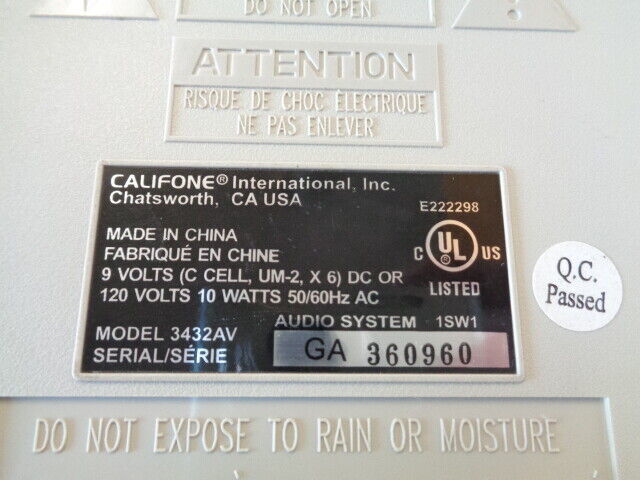 DO NOT OPEN
ATTENTION
RISQUE DE CHOC ÉLECTRIQUE
NE PAS ENLEVER
CALIFONE® International, Inc.
Chatsworth, CA USA
E222298
MADE IN CHINA
FABRIQUÉ EN CHINE
9 VOLTS (C CELL, UM-2, X 6) DC OR
120 VOLTS 10 WATTS 50/60Hz AC
C UL® US
LISTED
AUDIO SYSTEM 1SW1
MODEL 3432AV
SERIAL/SÉRIE GA 360960
Q.C.
Passed
DO NOT EXPOSE TO RAIN OR MOISTURE